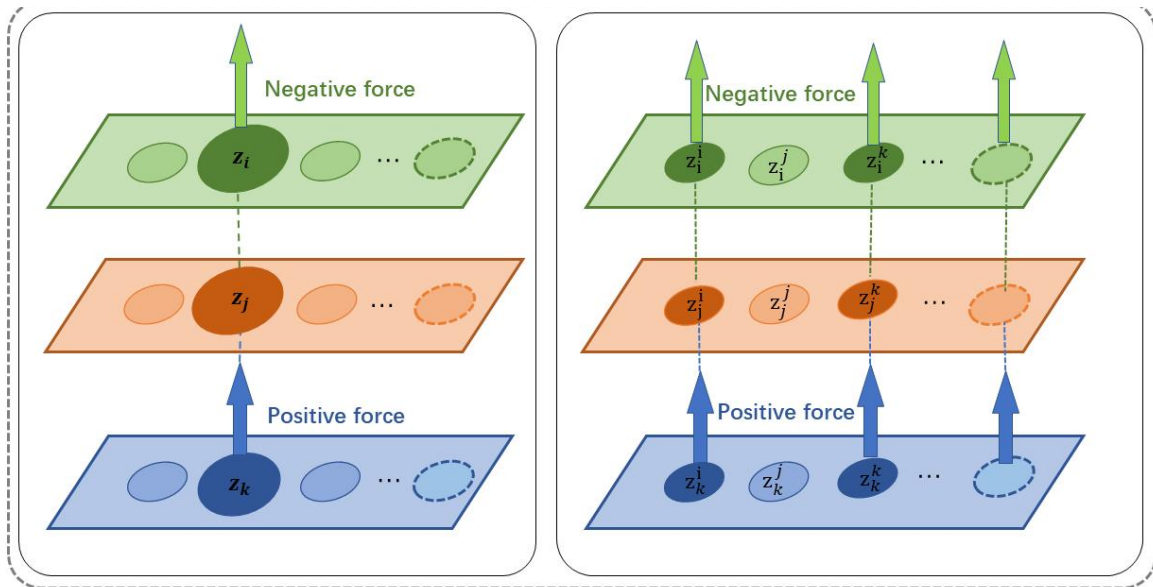 Negative force
z_i
...
z_j
...
Positive force
z_k
...
Negative force
z_i^i
z_i^j
z_i^k
...
z_j^i
z_j^j
z_j^k
...
Positive force
z_k^i
z_k^j
z_k^k
...